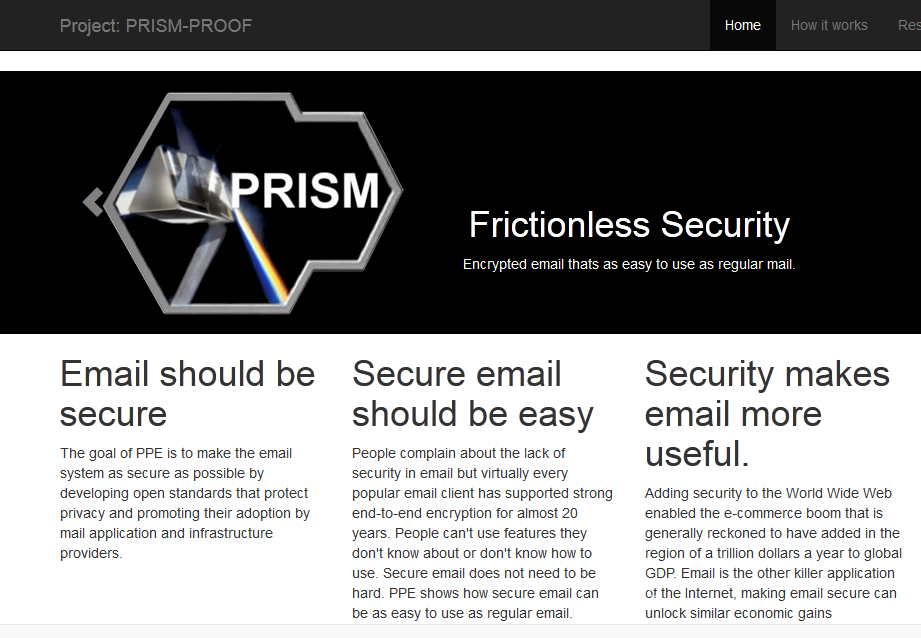 Project: PRISM-PROOF
Home
How it works
Res
PRISM
Frictionless Security
Encrypted email thats as easy to use as regular mail.
Email should be
secure
The goal of PPE is to make the email
system as secure as possible by
developing open standards that protect
privacy and promoting their adoption by
mail application and infrastructure
providers.
Secure email
should be easy
People complain about the lack of
security in email but virtually every
popular email client has supported strong
end-to-end encryption for almost 20
years. People can't use features they
don't know about or don't know how to
use. Secure email does not need to be
hard. PPE shows how secure email can
be as easy to use as regular email.
Security makes
email more
useful.
Adding security to the World Wide Web
enabled the e-commerce boom that is
generally reckoned to have added in the
region of a trillion dollars a year to global
GDP. Email is the other killer application
of the Internet, making email secure can
unlock similar economic gains